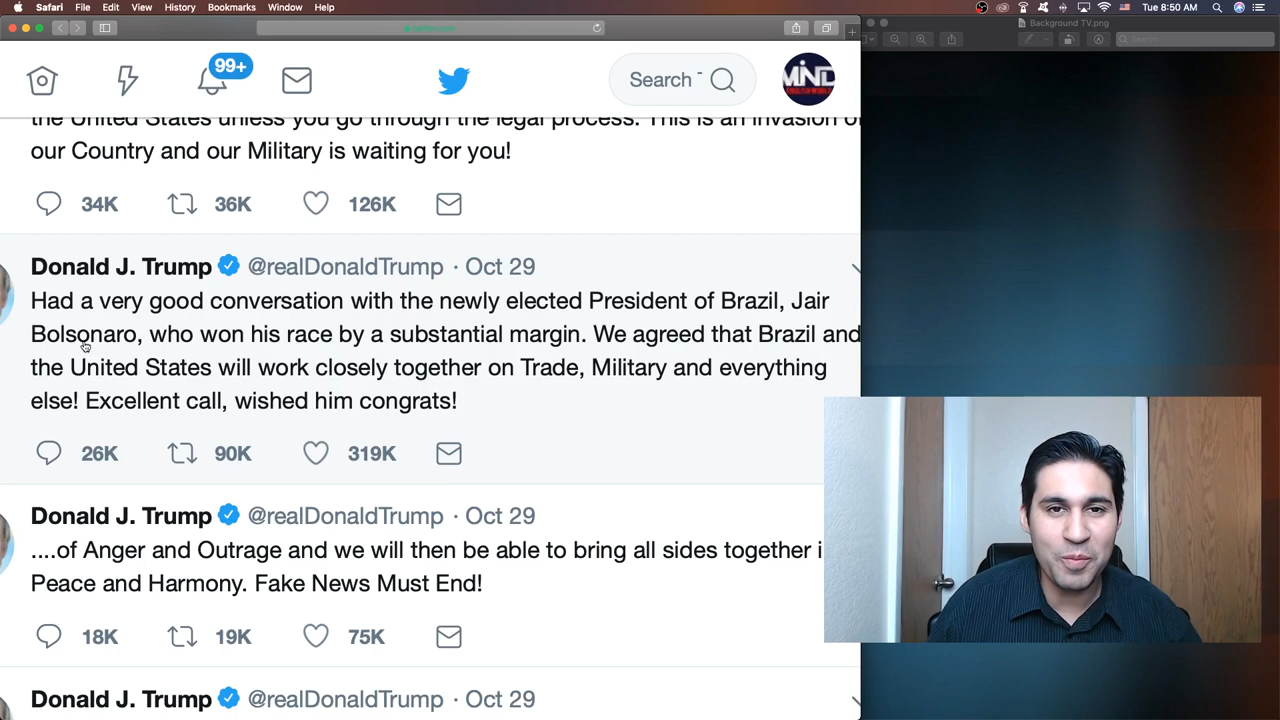 Safari File Edit View History Bookmarks Window Help
Tue 8:50 AM
Background TV.png
Search
99+
Search
MIND
the United States unless you go through the legal process. This is an invasion of
our Country and our Military is waiting for you!
34K 36K 126K
Donald J. Trump @realDonaldTrump · Oct 29
Had a very good conversation with the newly elected President of Brazil, Jair
Bolsonaro, who won his race by a substantial margin. We agreed that Brazil and
the United States will work closely together on Trade, Military and everything
else! Excellent call, wished him congrats!
26K 90K 319K
Donald J. Trump @realDonaldTrump · Oct 29
....of Anger and Outrage and we will then be able to bring all sides together i
Peace and Harmony. Fake News Must End!
18K 19K 75K
Donald J. Trump @realDonaldTrump · Oct 29